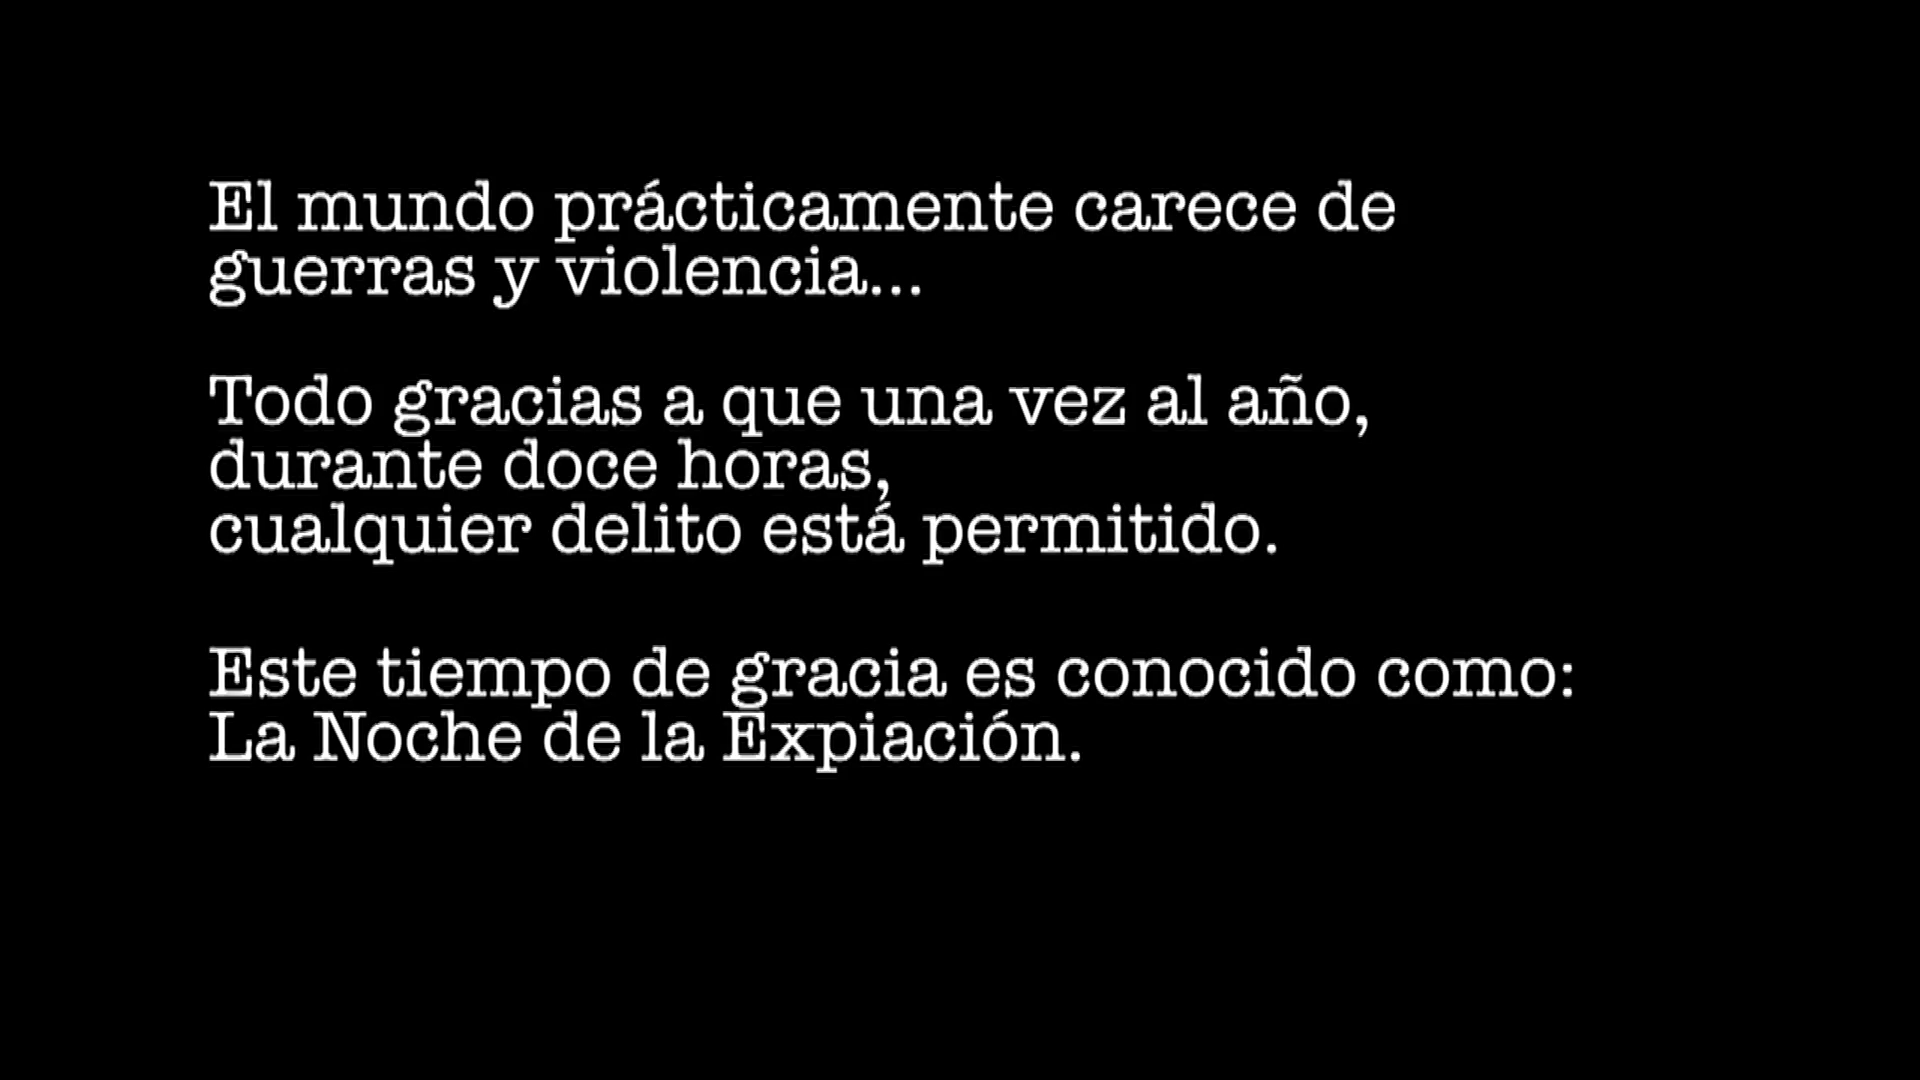 El mundo prácticamente carece de
guerras y violencia...
Todo gracias a que una vez al año,
durante doce horas,
cualquier delito está permitido.
Este tiempo de gracia es conocido como:
La Noche de la Expiación.